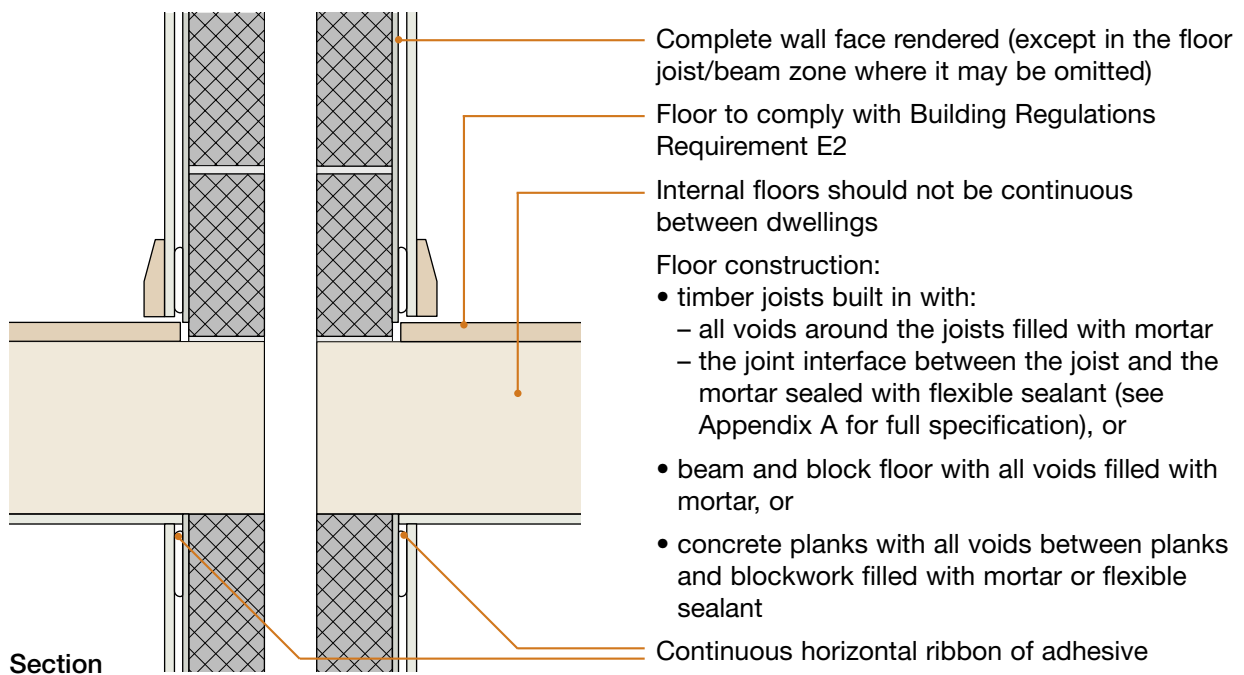 Complete wall face rendered (except in the floor
joist/beam zone where it may be omitted)
Floor to comply with Building Regulations
Requirement E2
Internal floors should not be continuous
between dwellings
Floor construction:
• timber joists built in with:
– all voids around the joists filled with mortar
– the joint interface between the joist and the
mortar sealed with flexible sealant (see
Appendix A for full specification), or
• beam and block floor with all voids filled with
mortar, or
• concrete planks with all voids between planks
and blockwork filled with mortar or flexible
sealant
Continuous horizontal ribbon of adhesive
Section